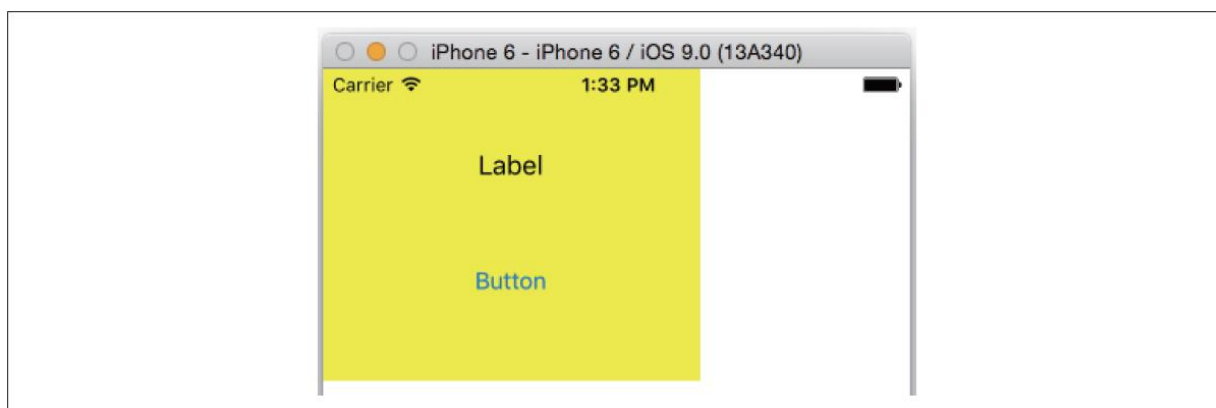 iPhone 6 - iPhone 6 / iOS 9.0 (13A340)
Carrier 1:33 PM
Label
Button